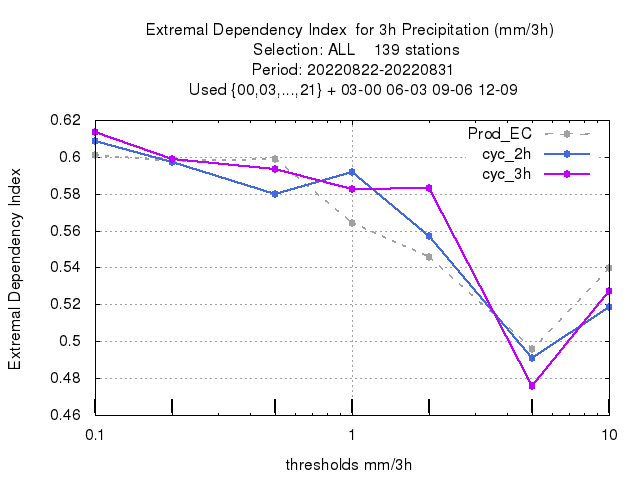 Extremal Dependency Index  for 3h Precipitation (mm/3h)
Selection: ALL    139 stations
Period: 20220822-20220831
Used {00,03,...,21} + 03-00 06-03 09-06 12-09
Prod_EC
cyc_2h
cyc_3h
Extremal Dependency Index
0.62
0.6
0.58
0.56
0.54
0.52
0.5
0.48
0.46
0.1
1
10
thresholds mm/3h